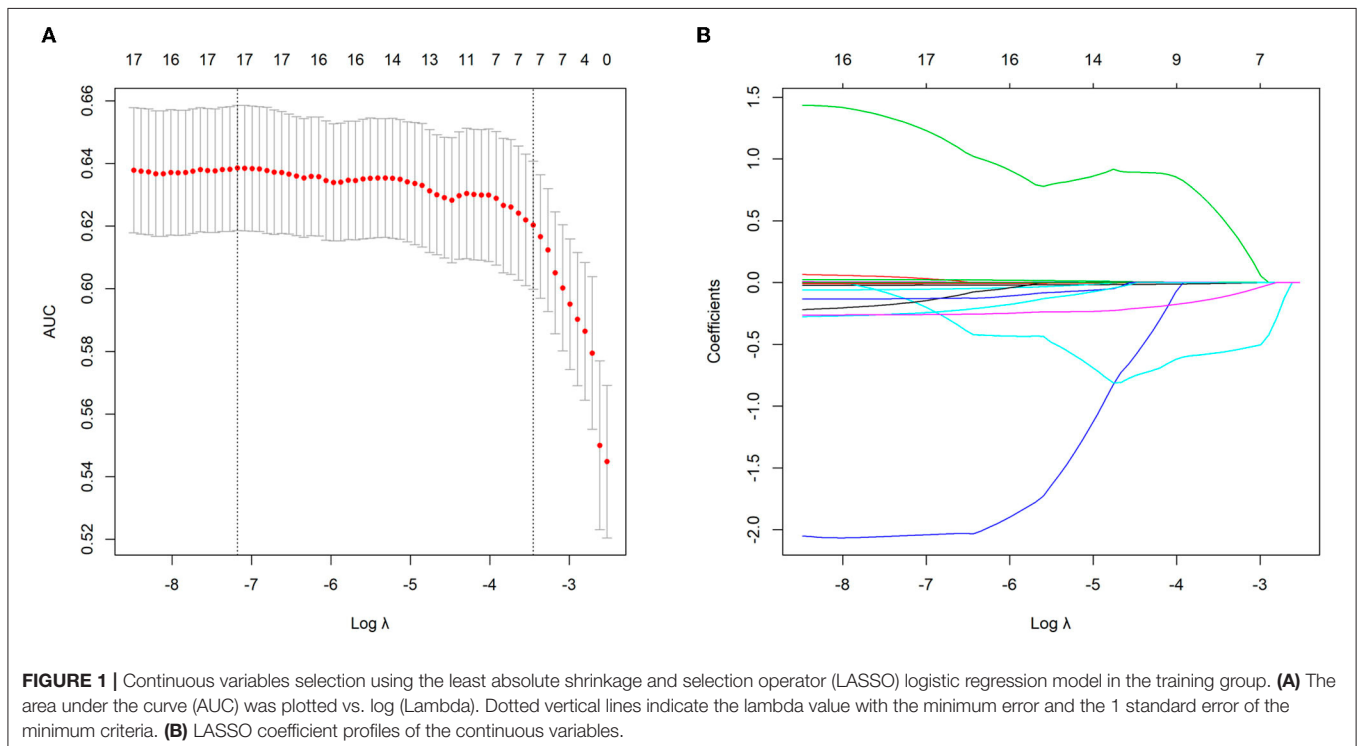 A
17 16 17 17 17 16 16 14 13 11 7 7 7 7 4 0
0.66
0.64
0.62
0.60
0.58
0.56
0.54
0.52
AUC
-8 -7 -6 -5 -4 -3
Log λ
B
16 17 16 14 9 7
1.5
1.0
0.5
0.0
-0.5
-1.0
-1.5
-2.0
Coefficients
-8 -7 -6 -5 -4 -3
Log λ
FIGURE 1 | Continuous variables selection using the least absolute shrinkage and selection operator (LASSO) logistic regression model in the training group. (A) The
area under the curve (AUC) was plotted vs. log (Lambda). Dotted vertical lines indicate the lambda value with the minimum error and the 1 standard error of the
minimum criteria. (B) LASSO coefficient profiles of the continuous variables.